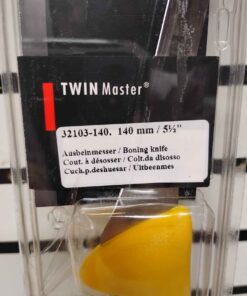 TWIN Master®
32103-140. 140 mm / 5½"
Ausbeinmesser / Boning knife
Cout. à désosser / Colt.da disosso
Cuch.p.deshuesar / Uitbeenmes